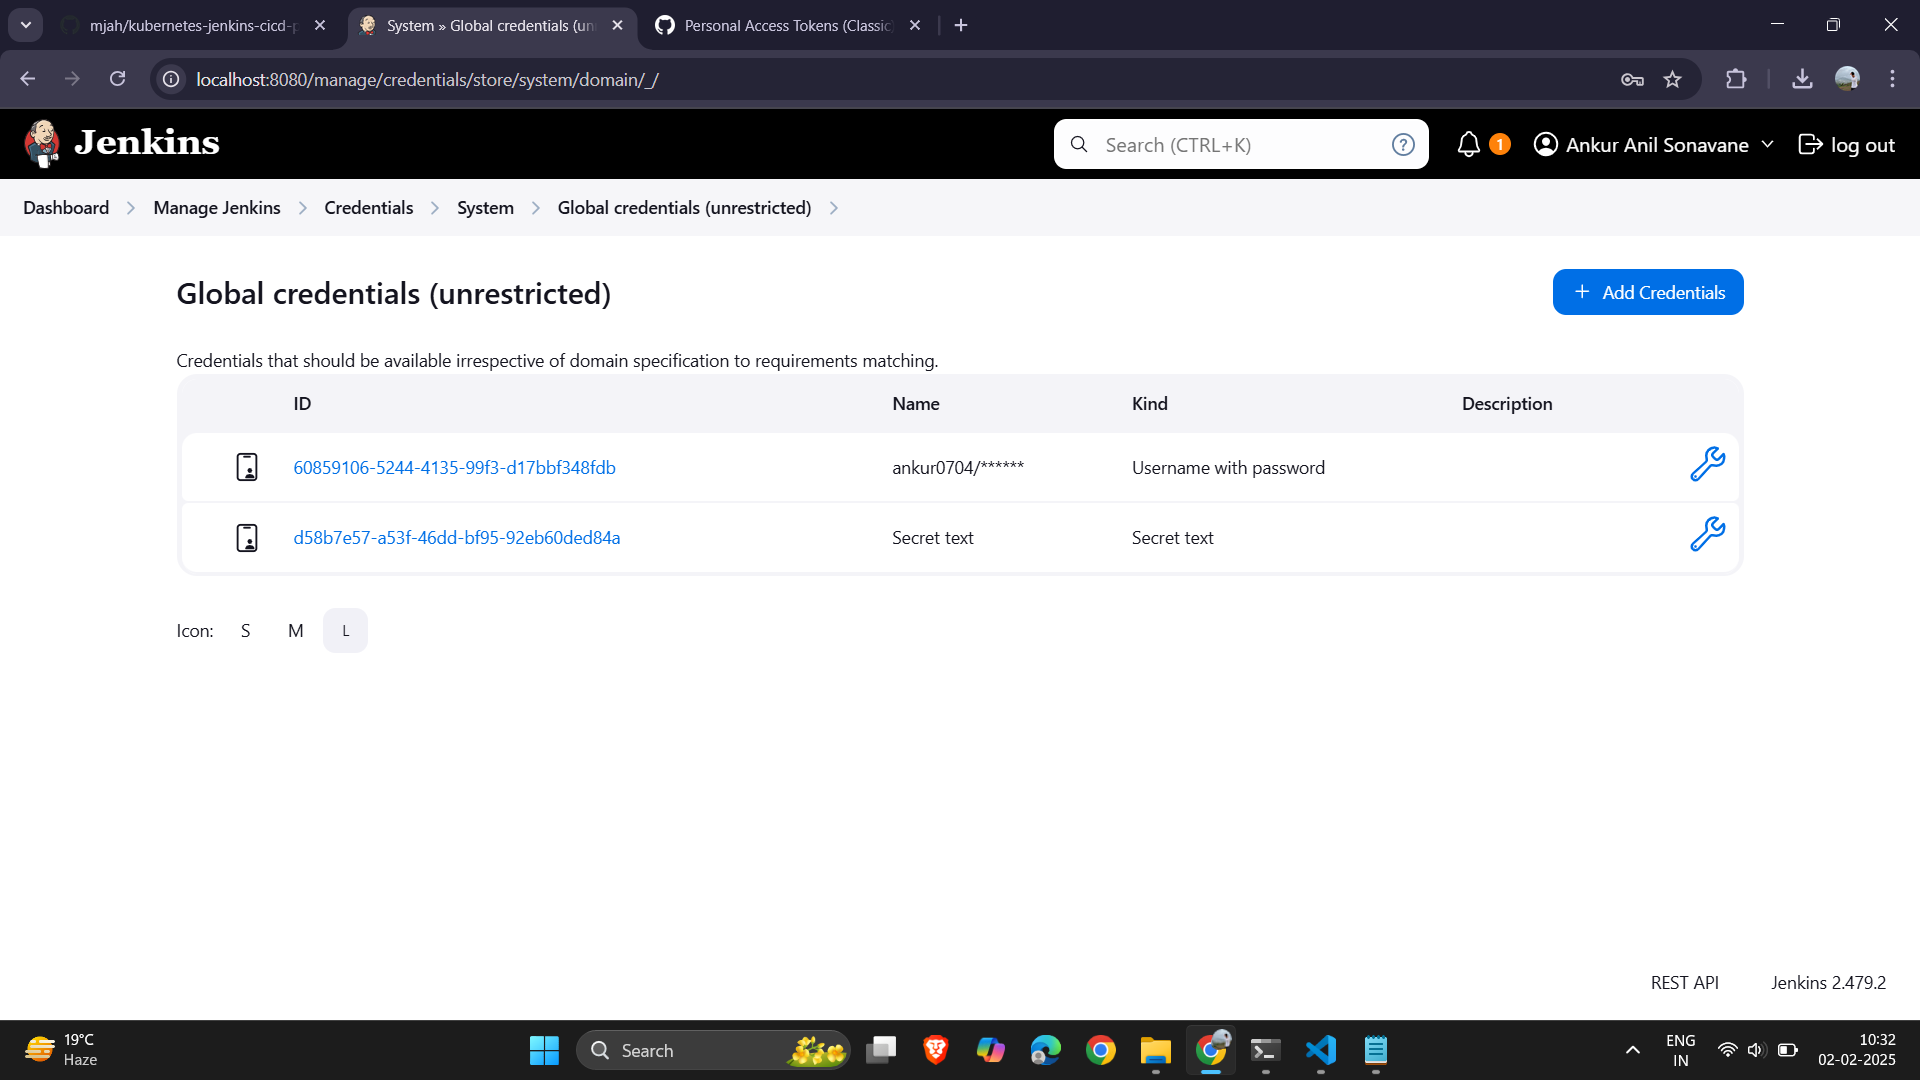 mjah/kubernetes-jenkins-cicd-p
System » Global credentials (un
Personal Access Tokens (Classic)
localhost:8080/manage/credentials/store/system/domain/_/
Jenkins
Search (CTRL+K)
?
1
Ankur Anil Sonavane
log out
Dashboard
Manage Jenkins
Credentials
System
Global credentials (unrestricted)
Global credentials (unrestricted)
+ Add Credentials
Credentials that should be available irrespective of domain specification to requirements matching.
ID Name Kind Description
60859106-5244-4135-99f3-d17bbf348fdb ankur0704/****** Username with password
d58b7e57-a53f-46dd-bf95-92eb60ded84a Secret text Secret text
Icon: S M L
REST API
Jenkins 2.479.2
19°C
Haze
Search
ENG
IN
10:32
02-02-2025